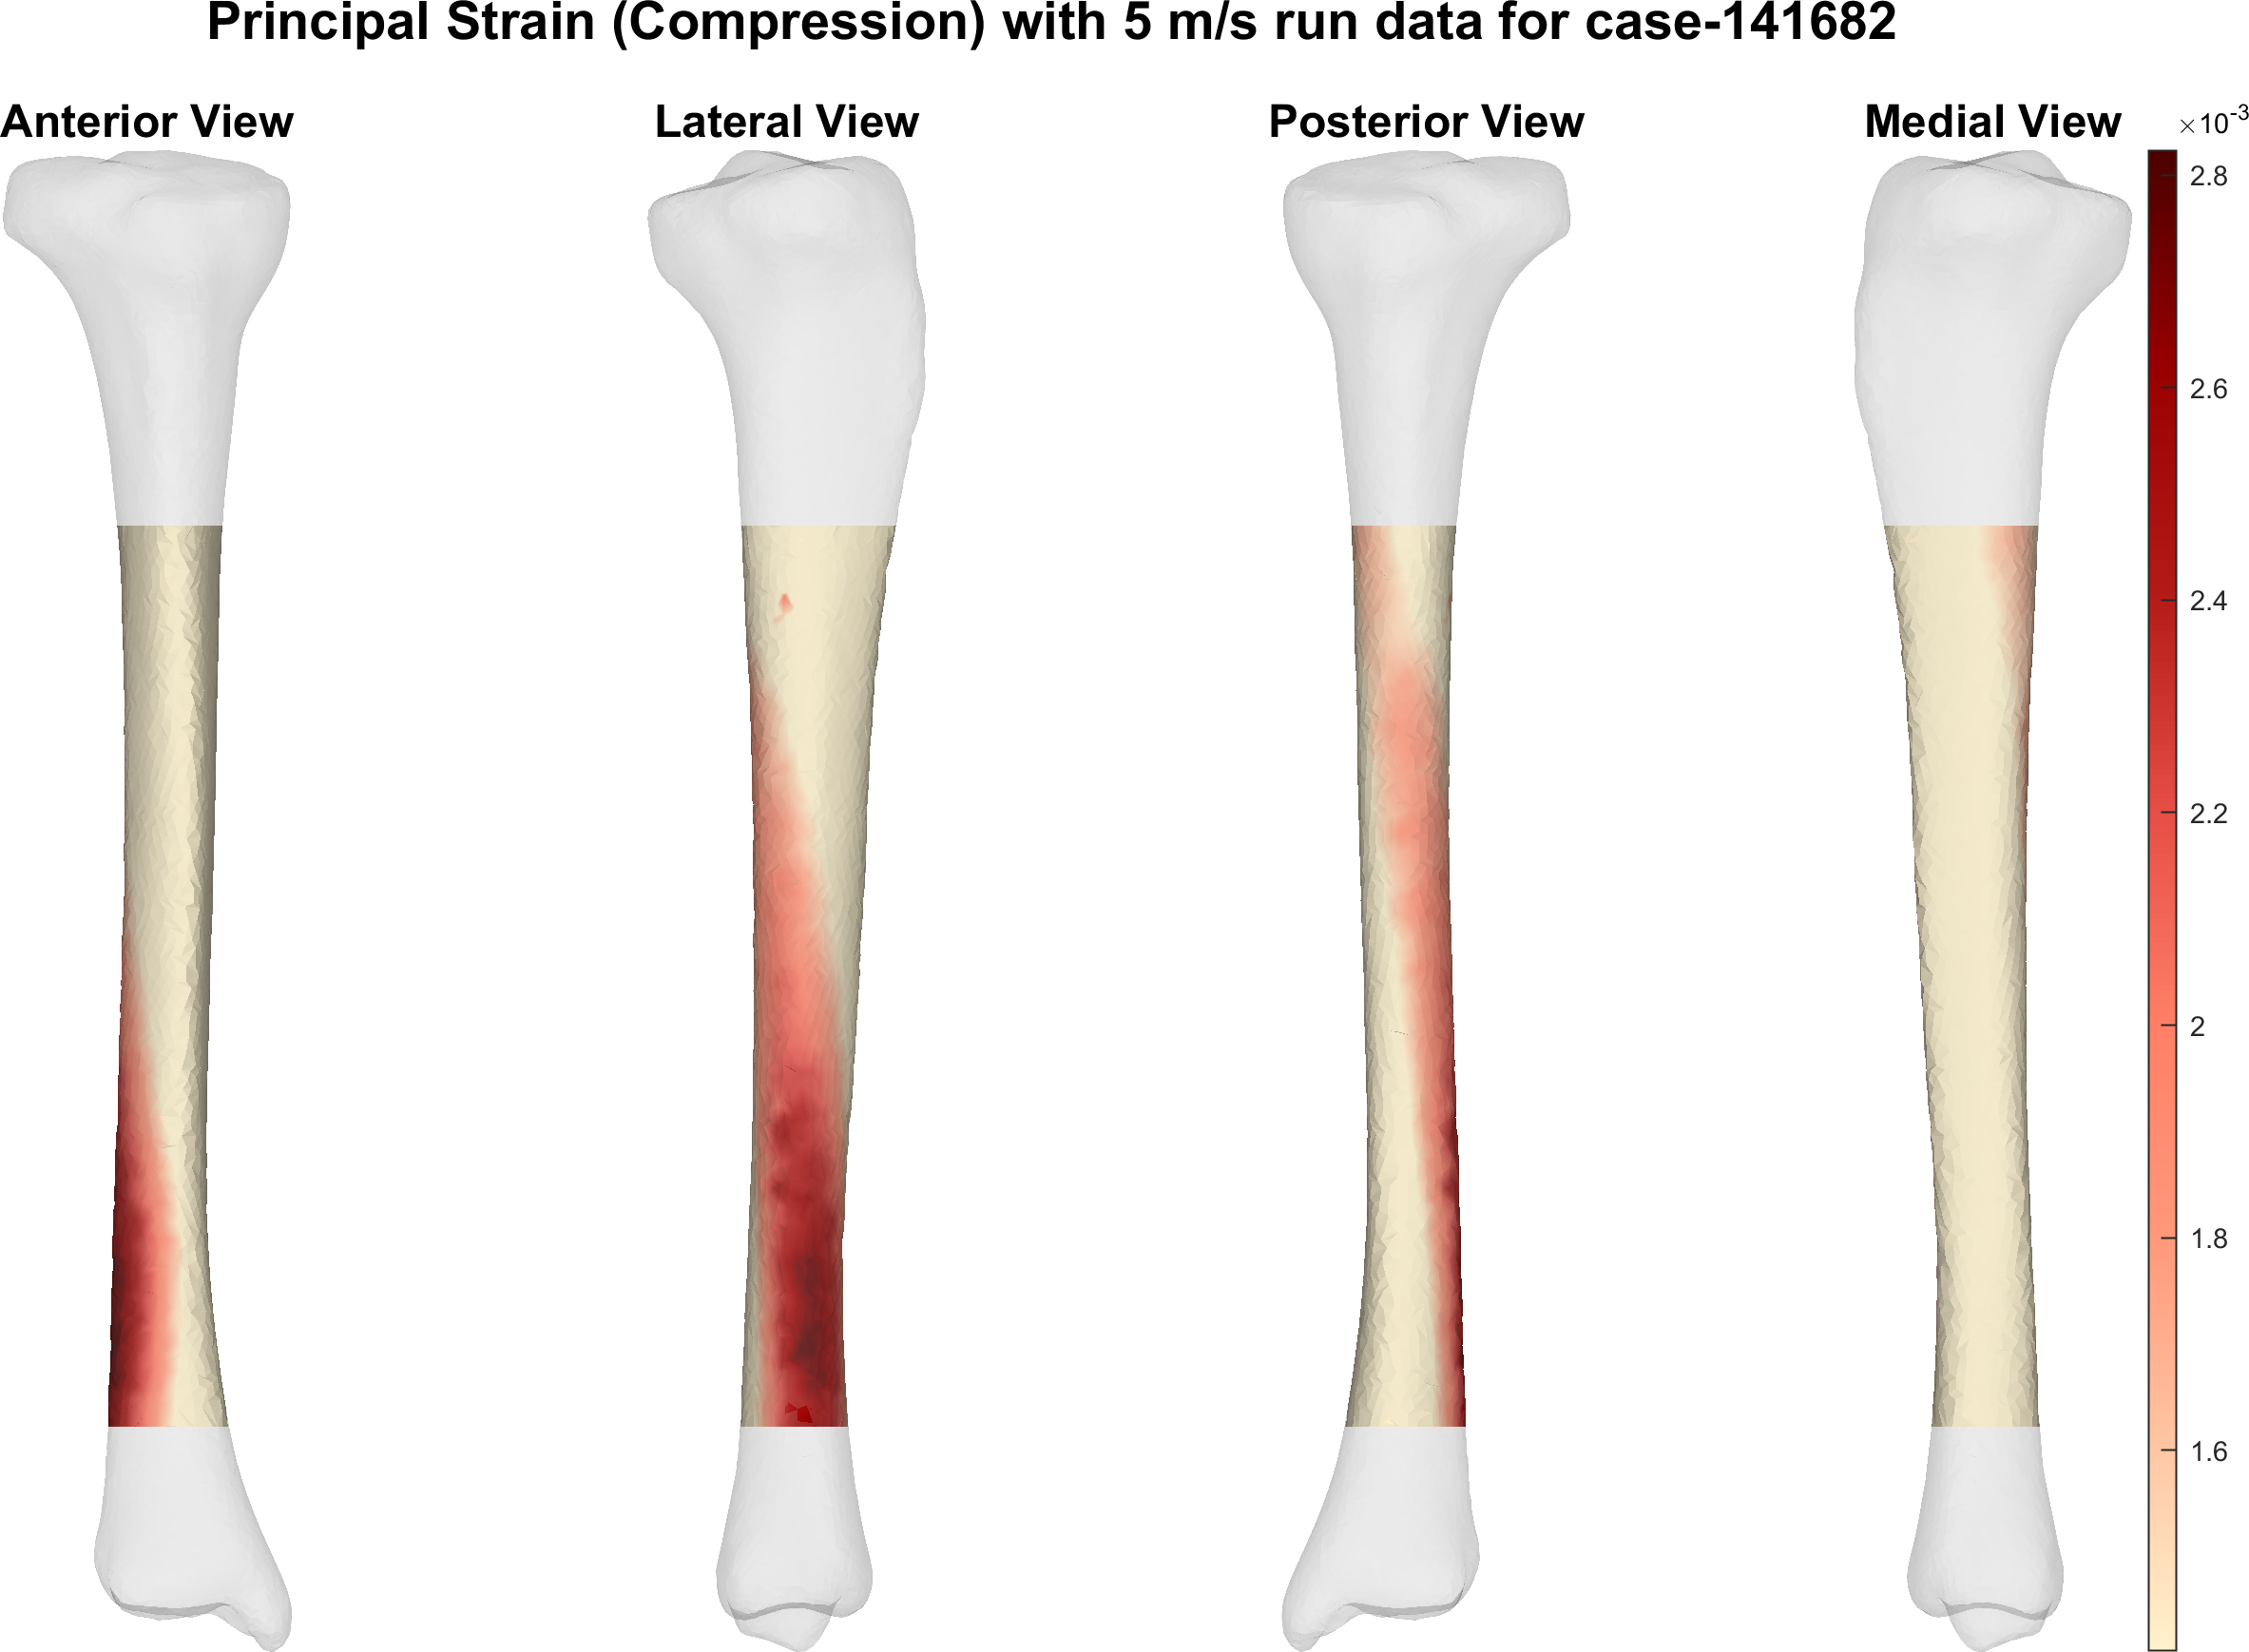 Principal Strain (Compression) with 5 m/s run data for case-141682
Anterior View
Lateral View
Posterior View
Medial View
×10-3
2.8
2.6
2.4
2.2
2
1.8
1.6